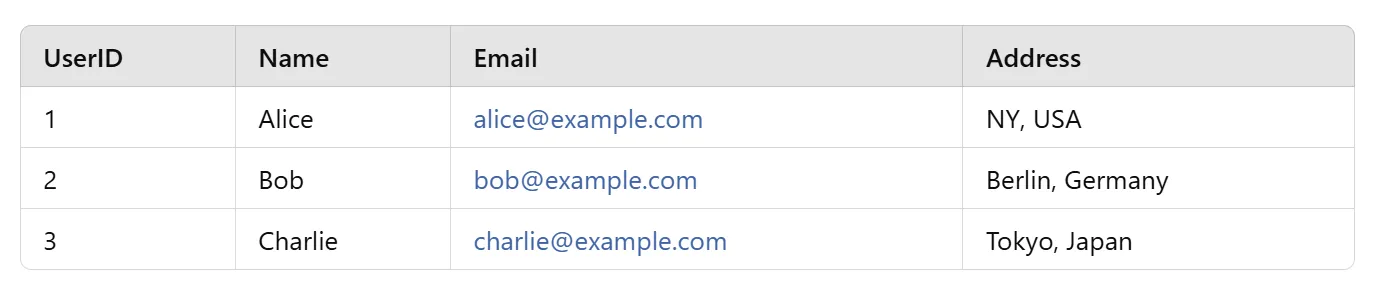 UserID Name Email Address
1 Alice alice@example.com NY, USA
2 Bob bob@example.com Berlin, Germany
3 Charlie charlie@example.com Tokyo, Japan